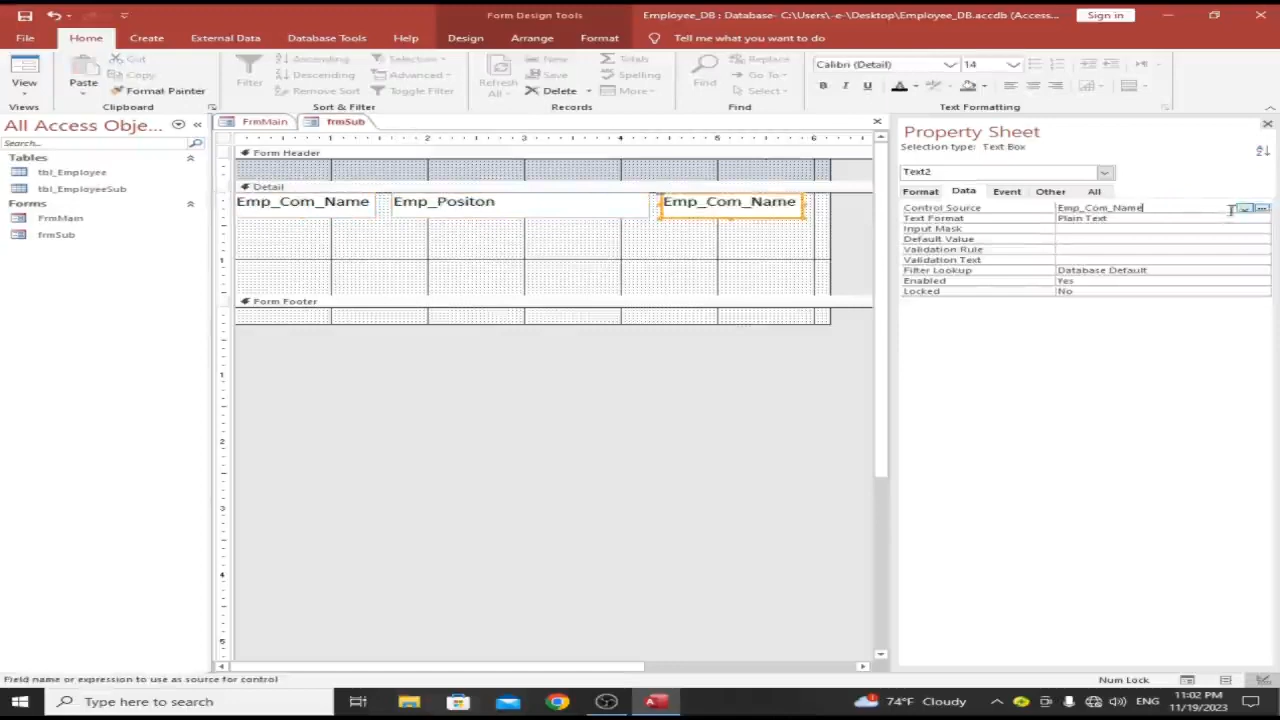 Form Design Tools
Employee_DB : Database- C:\Users\-e-\Desktop\Employee_DB.accdb (Access...
Sign in
File
Home
Create
External Data
Database Tools
Help
Design
Arrange
Format
Tell me what you want to do
View
Views
Paste
Cut
Copy
Format Painter
Clipboard
Filter
Ascending
Descending
Remove Sort
Selection
Advanced
Toggle Filter
Sort & Filter
Refresh
All
New
Save
Delete
Totals
Spelling
More
Records
Find
Replace
Go To
Select
Find
Calibri (Detail)
14
B I U
A
Text Formatting
All Access Obje...
Search...
Tables
tbl_Employee
tbl_EmployeeSub
Forms
FrmMain
frmSub
FrmMain
frmSub
Form Header
Detail
Emp_Com_Name
Emp_Positon
Emp_Com_Name
Form Footer
Property Sheet
Selection type: Text Box
Text2
Format Data Event Other All
Control Source Emp_Com_Name
Text Format Plain Text
Input Mask
Default Value
Validation Rule
Validation Text
Filter Lookup Database Default
Enabled Yes
Locked No
Field name or expression to use as source for control
Num Lock
Type here to search
74°F Cloudy
ENG
11:02 PM
11/19/2023